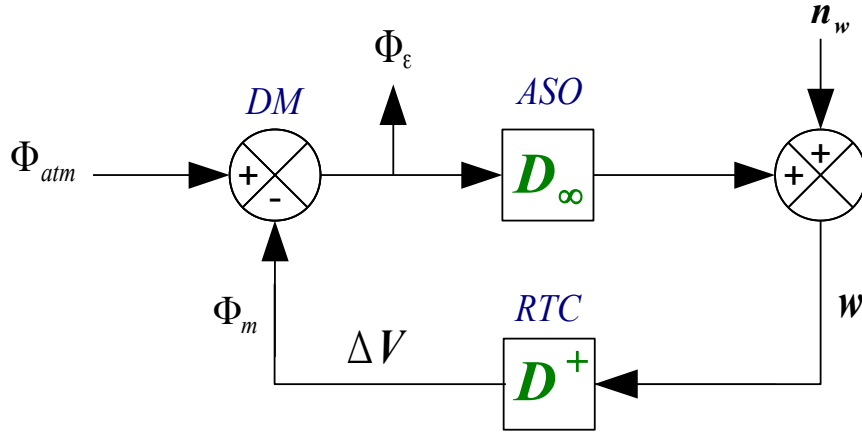 n_w
Φ_ε
DM
ASO
Φ_atm
+
-
D_∞
+
+
Φ_m
ΔV
RTC
D^+
w